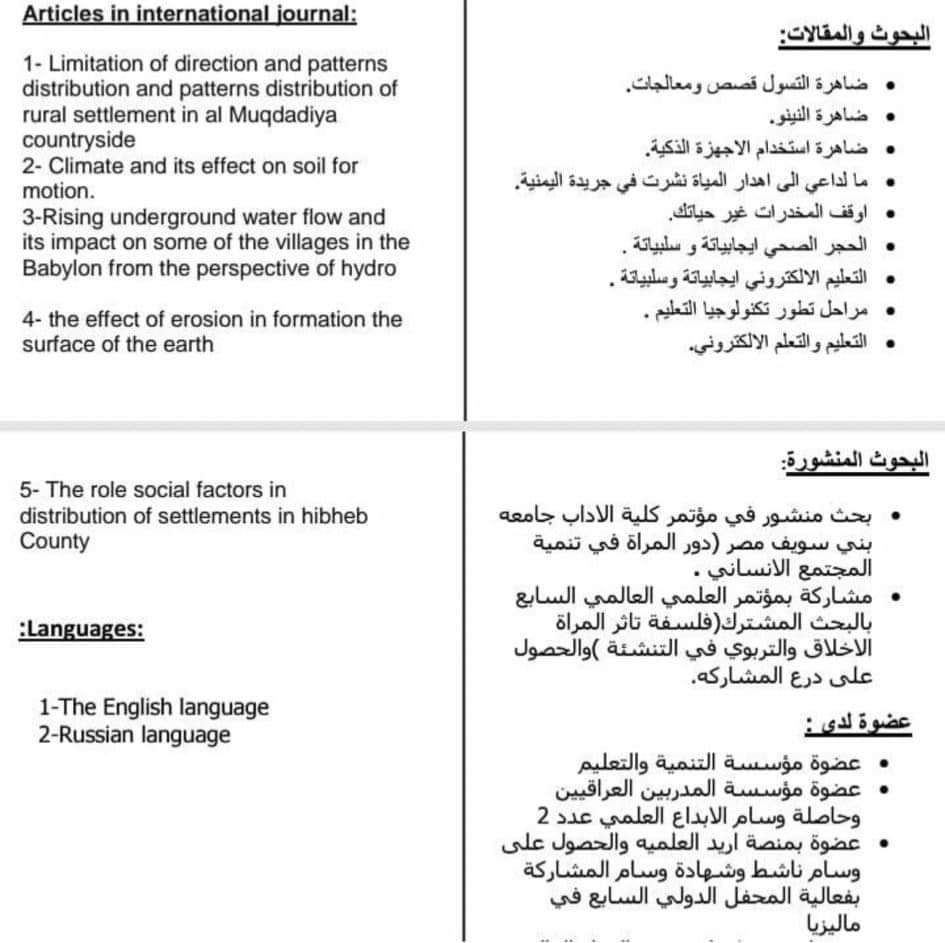 Articles in international journal:
1- Limitation of direction and patterns
distribution and patterns distribution of
rural settlement in al Muqdadiya
countryside
2- Climate and its effect on soil for
motion.
3-Rising underground water flow and
its impact on some of the villages in the
Babylon from the perspective of hydro
4- the effect of erosion in formation the
surface of the earth
5- The role social factors in
distribution of settlements in hibheb
County
:Languages:
1-The English language
2-Russian language
البحوث والمقالات:
• ضاهرة التسول قصص ومعالجات.
• ضاهرة النينو.
• ضاهرة استخدام الاجهزة الذكية.
• ما لداعي الى اهدار المياة نشرت في جريدة اليمنية.
• اوقف المخدرات غير حياتك.
• الحجر الصحي ايجابياتة و سلبياتة .
• التعليم الالكتروني ايجابياتة وسلبياتة .
• مراحل تطور تكنولوجيا التعليم .
• التعليم والتعلم الالكتروني.
البحوث المنشورة:
• بحث منشور في مؤتمر كلية الاداب جامعه
بني سويف مصر (دور المراة في تنمية
المجتمع الانساني .
• مشاركة بمؤتمر العلمي العالمي السابع
بالبحث المشترك(فلسفة تاثر المراة
الاخلاق والتربوي في التنشئة )والحصول
على درع المشاركه.
عضوة لدى :
• عضوة مؤسسة التنمية والتعليم
• عضوة مؤسسة المدربين العراقيين
وحاصلة وسام الابداع العلمي عدد 2
• عضوة بمنصة اريد العلميه والحصول على
وسام ناشط وشهادة وسام المشاركة
بفعالية المحفل الدولي السابع في
ماليزيا